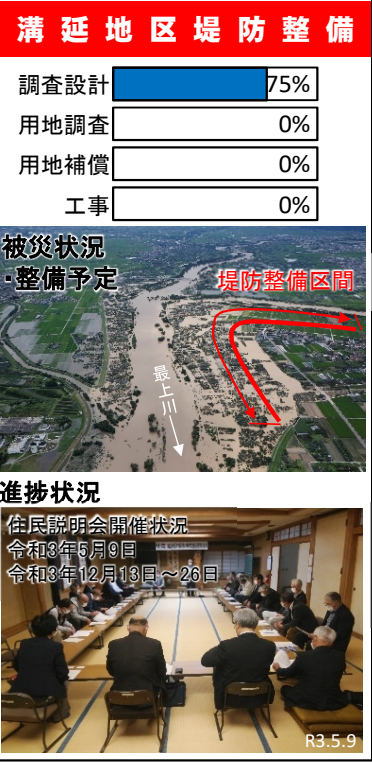 溝延地区堤防整備
調査設計 75%
用地調査 0%
用地補償 0%
工事 0%
被災状況
・整備予定
堤防整備区間
最上川
進捗状況
住民説明会開催状況
令和3年5月9日
令和3年12月13日~26日
R3.5.9